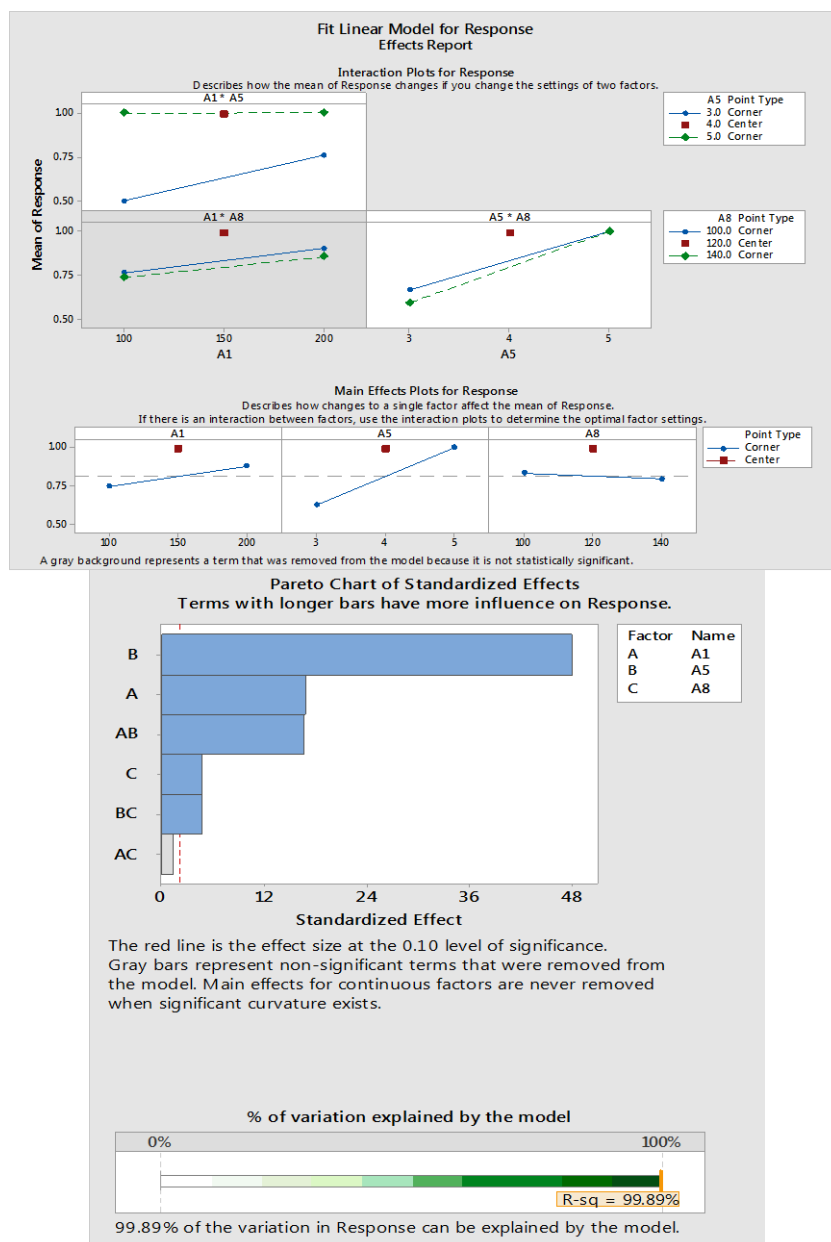 Fit Linear Model for Response
Effects Report
Interaction Plots for Response
Describes how the mean of Response changes if you change the settings of two factors.
A1 * A5
A5 Point Type
3.0 Corner
4.0 Center
5.0 Corner
1.00
0.75
0.50
Mean of Response
A1 * A8
A5 * A8
A8 Point Type
100.0 Corner
120.0 Center
140.0 Corner
1.00
0.75
0.50
100 150 200
3 4 5
A1
A5
Main Effects Plots for Response
Describes how changes to a single factor affect the mean of Response.
If there is an interaction between factors, use the interaction plots to determine the optimal factor settings.
A1 A5 A8
Point Type
Corner
Center
1.00
0.75
0.50
100 150 200 3 4 5 100 120 140
A gray background represents a term that was removed from the model because it is not statistically significant.
Pareto Chart of Standardized Effects
Terms with longer bars have more influence on Response.
Factor Name
A A1
B A5
C A8
B
A
AB
C
BC
AC
0 12 24 36 48
Standardized Effect
The red line is the effect size at the 0.10 level of significance.
Gray bars represent non-significant terms that were removed from
the model. Main effects for continuous factors are never removed
when significant curvature exists.
% of variation explained by the model
0% 100%
R-sq = 99.89%
99.89% of the variation in Response can be explained by the model.